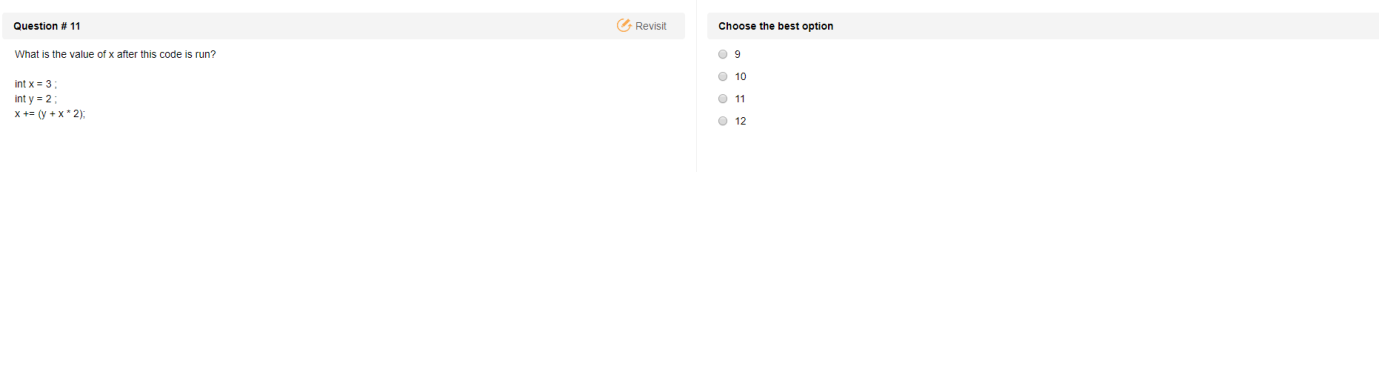 Question # 11
Revisit
What is the value of x after this code is run?
int x = 3 ;
int y = 2 ;
x += (y + x * 2);
Choose the best option
9
10
11
12